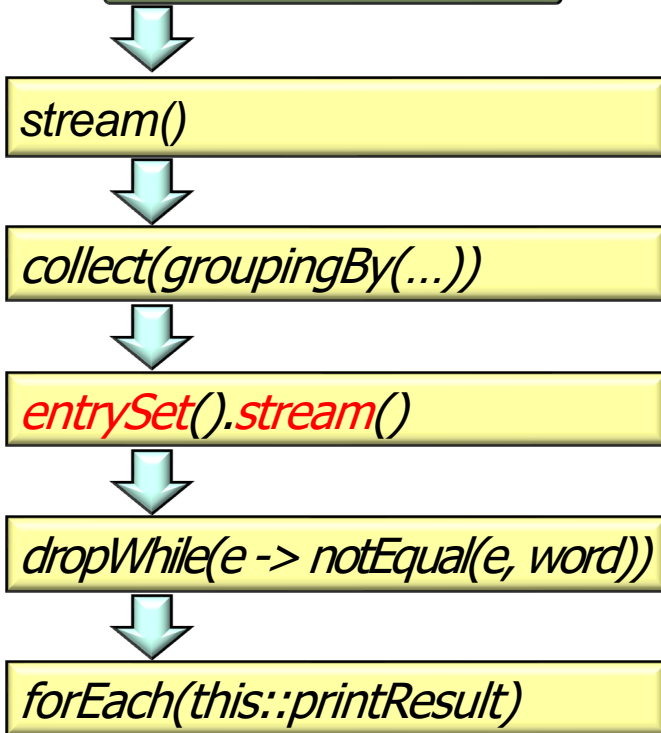 stream()
collect(groupingBy(...))
entrySet().stream()
dropWhile(e -> notEqual(e, word))
forEach(this::printResult)